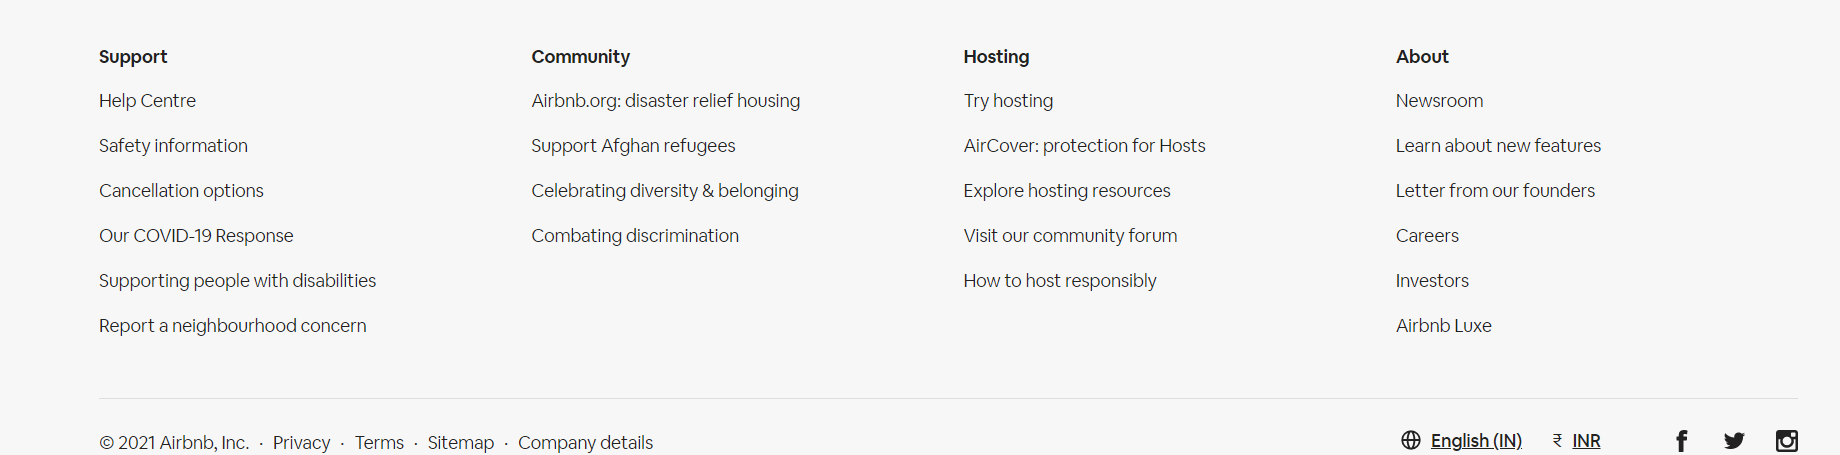 Support
Help Centre
Safety information
Cancellation options
Our COVID-19 Response
Supporting people with disabilities
Report a neighbourhood concern
Community
Airbnb.org: disaster relief housing
Support Afghan refugees
Celebrating diversity & belonging
Combating discrimination
Hosting
Try hosting
AirCover: protection for Hosts
Explore hosting resources
Visit our community forum
How to host responsibly
About
Newsroom
Learn about new features
Letter from our founders
Careers
Investors
Airbnb Luxe
© 2021 Airbnb, Inc. · Privacy · Terms · Sitemap · Company details
English (IN) ₹ INR